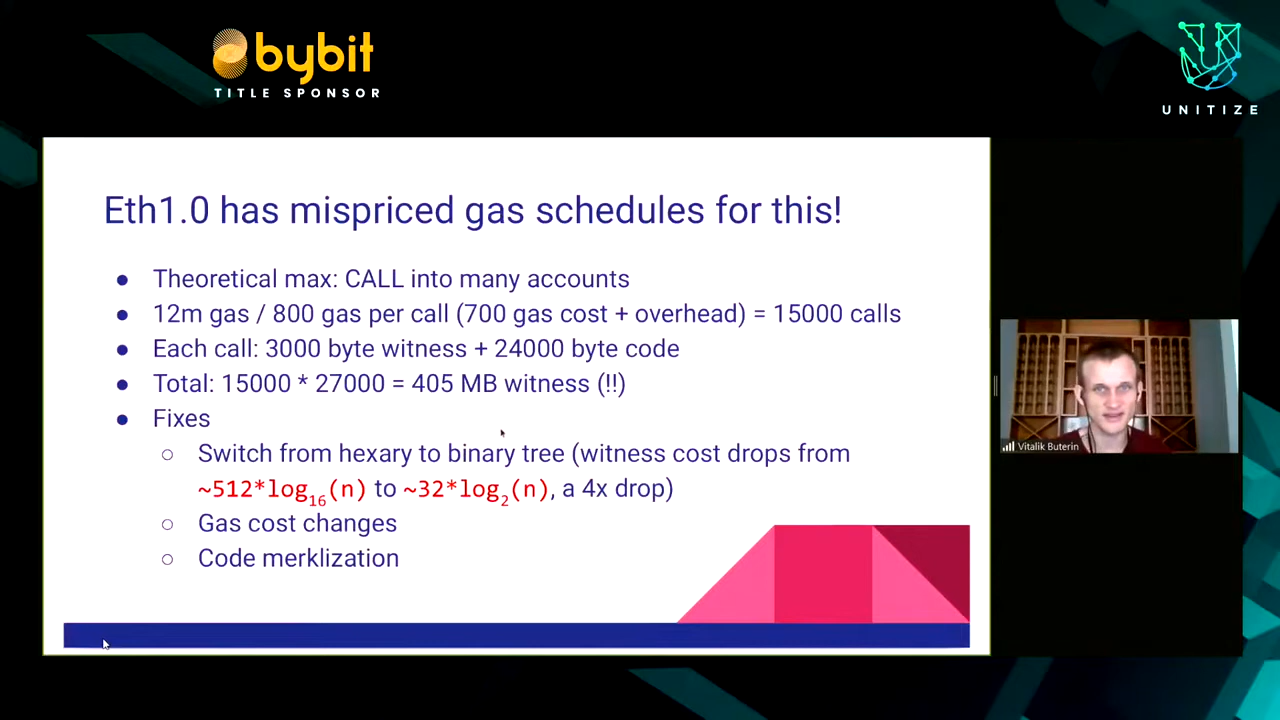 bybit
TITLE SPONSOR
UNITIZE
Eth1.0 has mispriced gas schedules for this!
● Theoretical max: CALL into many accounts
● 12m gas / 800 gas per call (700 gas cost + overhead) = 15000 calls
● Each call: 3000 byte witness + 24000 byte code
● Total: 15000 * 27000 = 405 MB witness (!!)
● Fixes
○ Switch from hexary to binary tree (witness cost drops from
~512*log16(n) to ~32*log2(n), a 4x drop)
○ Gas cost changes
○ Code merklization
Vitalik Buterin